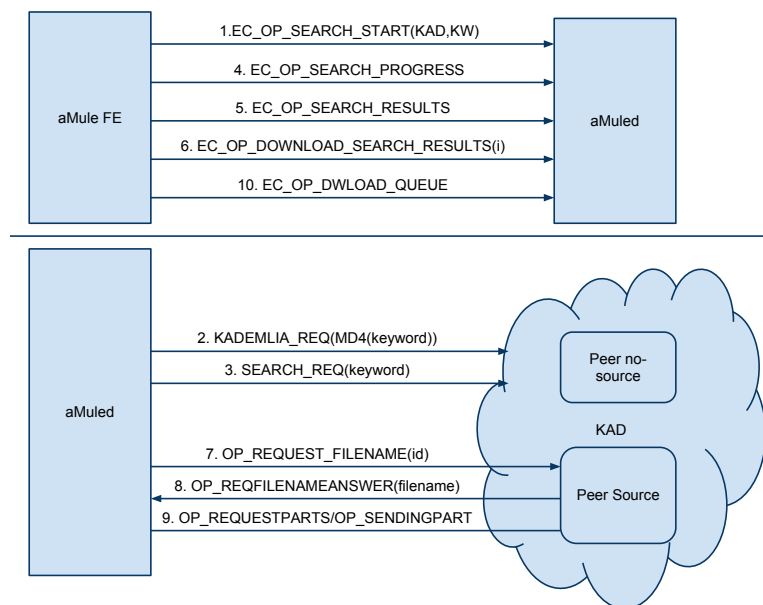 1.EC_OP_SEARCH_START(KAD,KW)
4. EC_OP_SEARCH_PROGRESS
5. EC_OP_SEARCH_RESULTS
aMule FE
aMuled
6. EC_OP_DOWNLOAD_SEARCH_RESULTS(i)
10. EC_OP_DWLOAD_QUEUE
2. KADEMLIA_REQ(MD4(keyword))
Peer no-
source
3. SEARCH_REQ(keyword)
aMuled
KAD
7. OP_REQUEST_FILENAME(id)
8. OP_REQFILENAMEANSWER(filename)
Peer Source
9. OP_REQUESTPARTS/OP_SENDINGPART